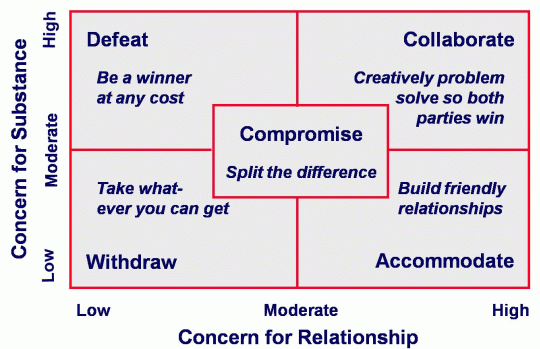 High
Moderate
Low
Concern for Substance
Defeat
Be a winner
at any cost
Collaborate
Creatively problem
solve so both
parties win
Compromise
Split the difference
Take what-
ever you can get
Withdraw
Build friendly
relationships
Accommodate
Low
Moderate
High
Concern for Relationship